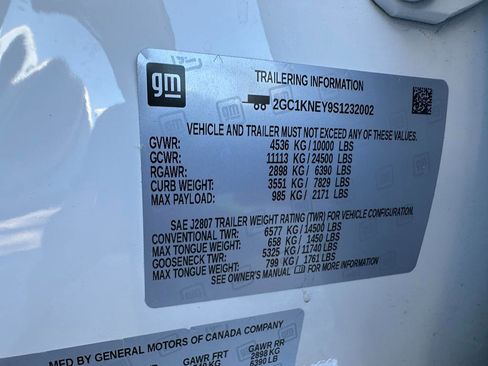 gm
TRAILERING INFORMATION
2GC1KNEY9S1232002
VEHICLE AND TRAILER MUST NOT EXCEED ANY OF THESE VALUES.
GVWR: 4536 KG/10000 LBS
GCWR: 11113 KG/24500 LBS
RGAWR: 2898 KG/ 6390 LBS
CURB WEIGHT: 3551 KG/ 7829 LBS
MAX PAYLOAD: 985 KG/ 2171 LBS
SAE J2807 TRAILER WEIGHT RATING (TWR) FOR VEHICLE CONFIGURATION.
CONVENTIONAL TWR: 6577 KG/14500 LBS
MAX TONGUE WEIGHT: 658 KG/ 1450 LBS
GOOSENECK TWR: 5325 KG/11740 LBS
MAX TONGUE WEIGHT: 799 KG/ 1761 LBS
SEE OWNER'S MANUAL FOR MORE INFORMATION
MFD BY GENERAL MOTORS OF CANADA COMPANY
GAWR FRT GAWR RR
2898 KG
6390 LB